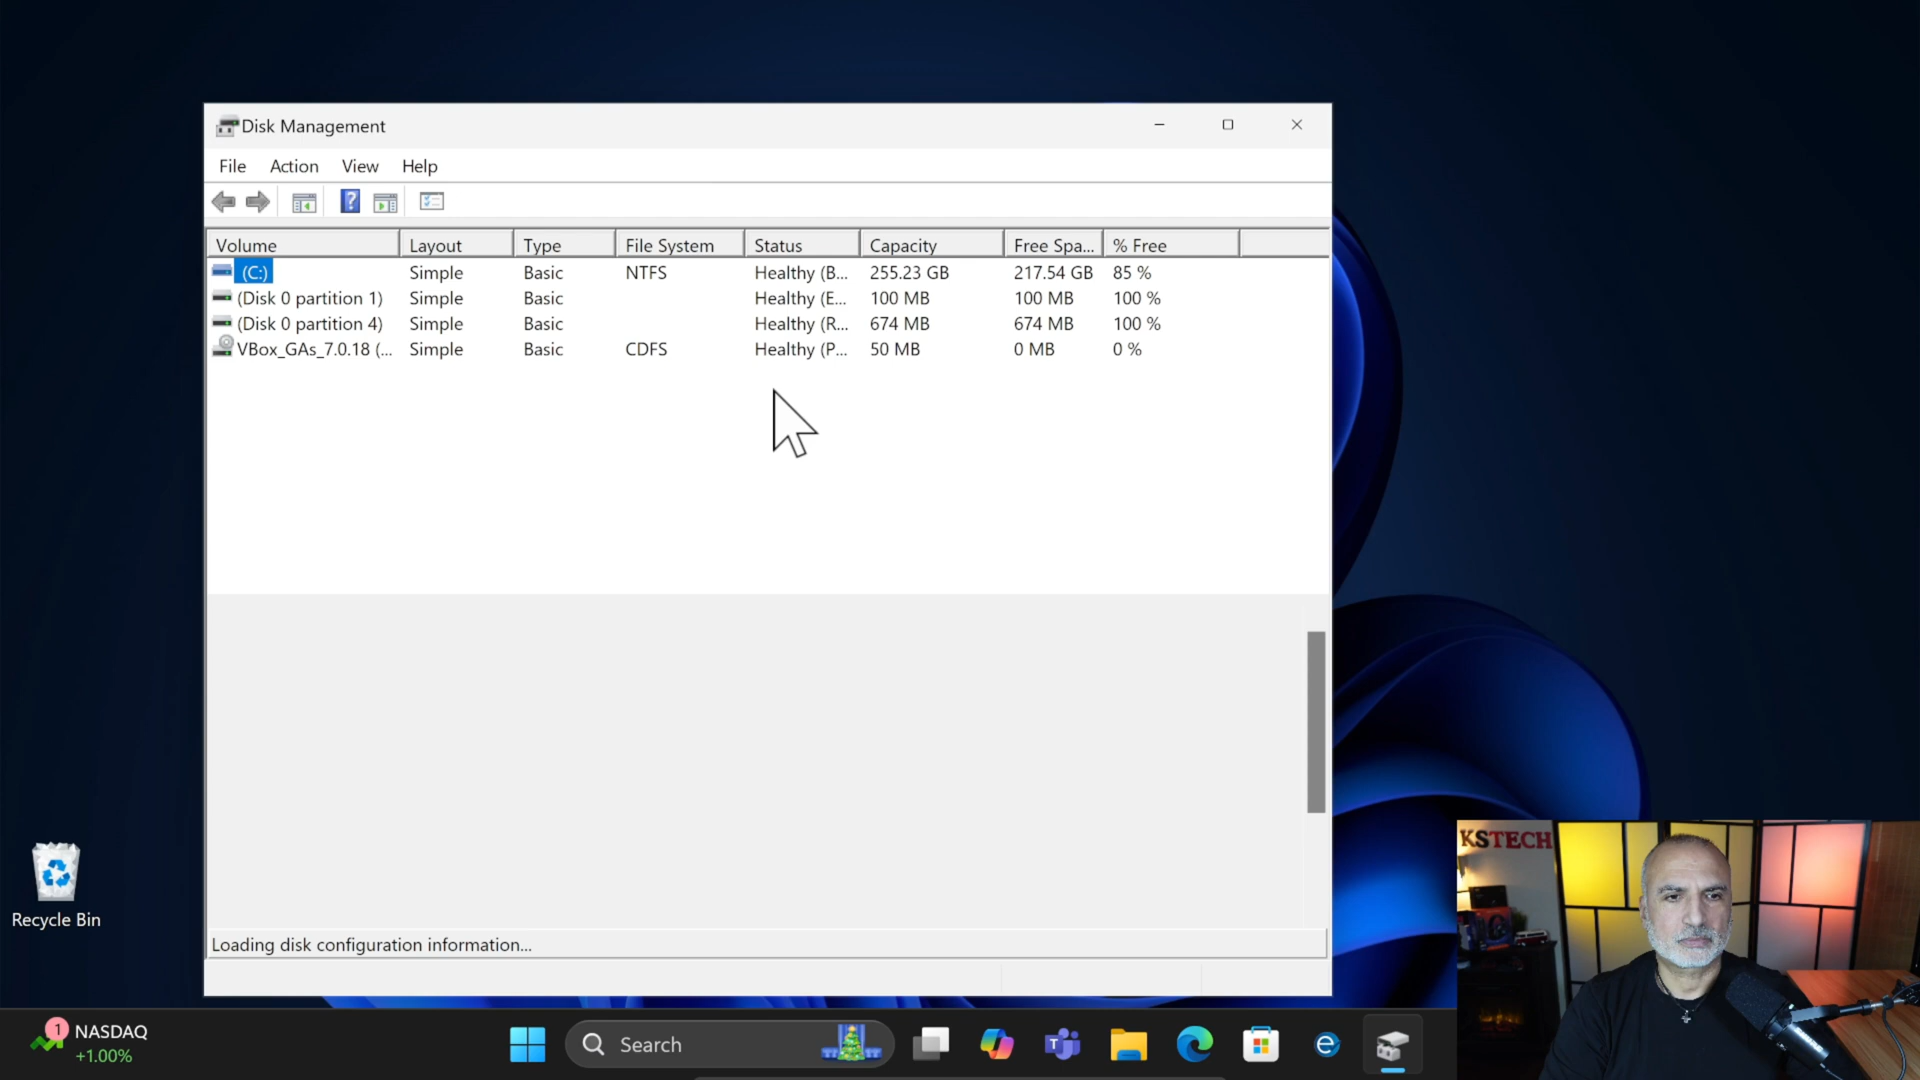 Disk Management
File Action View Help
Volume Layout Type File System Status Capacity Free Spa... % Free
(C:) Simple Basic NTFS Healthy (B... 255.23 GB 217.54 GB 85 %
(Disk 0 partition 1) Simple Basic Healthy (E... 100 MB 100 MB 100 %
(Disk 0 partition 4) Simple Basic Healthy (R... 674 MB 674 MB 100 %
VBox_GAs_7.0.18 (... Simple Basic CDFS Healthy (P... 50 MB 0 MB 0 %
Loading disk configuration information...
Recycle Bin
KSTECH
1 NASDAQ
+1.00%
Search